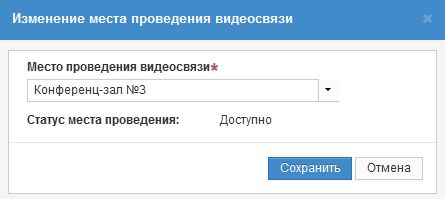 Изменение места проведения видеосвязи
Место проведения видеосвязи*
Конференц-зал №3
Статус места проведения: Доступно
Сохранить Отмена